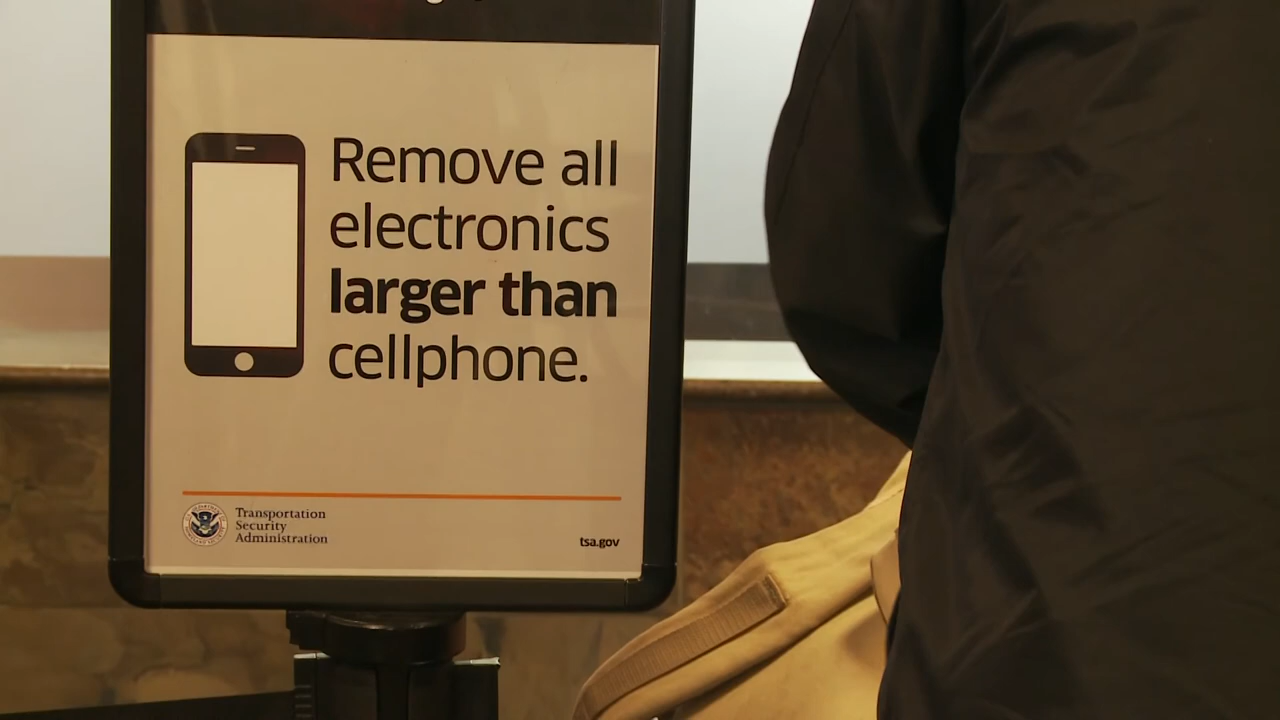 Remove all
electronics
larger than
cellphone.
Transportation
Security
Administration
tsa.gov